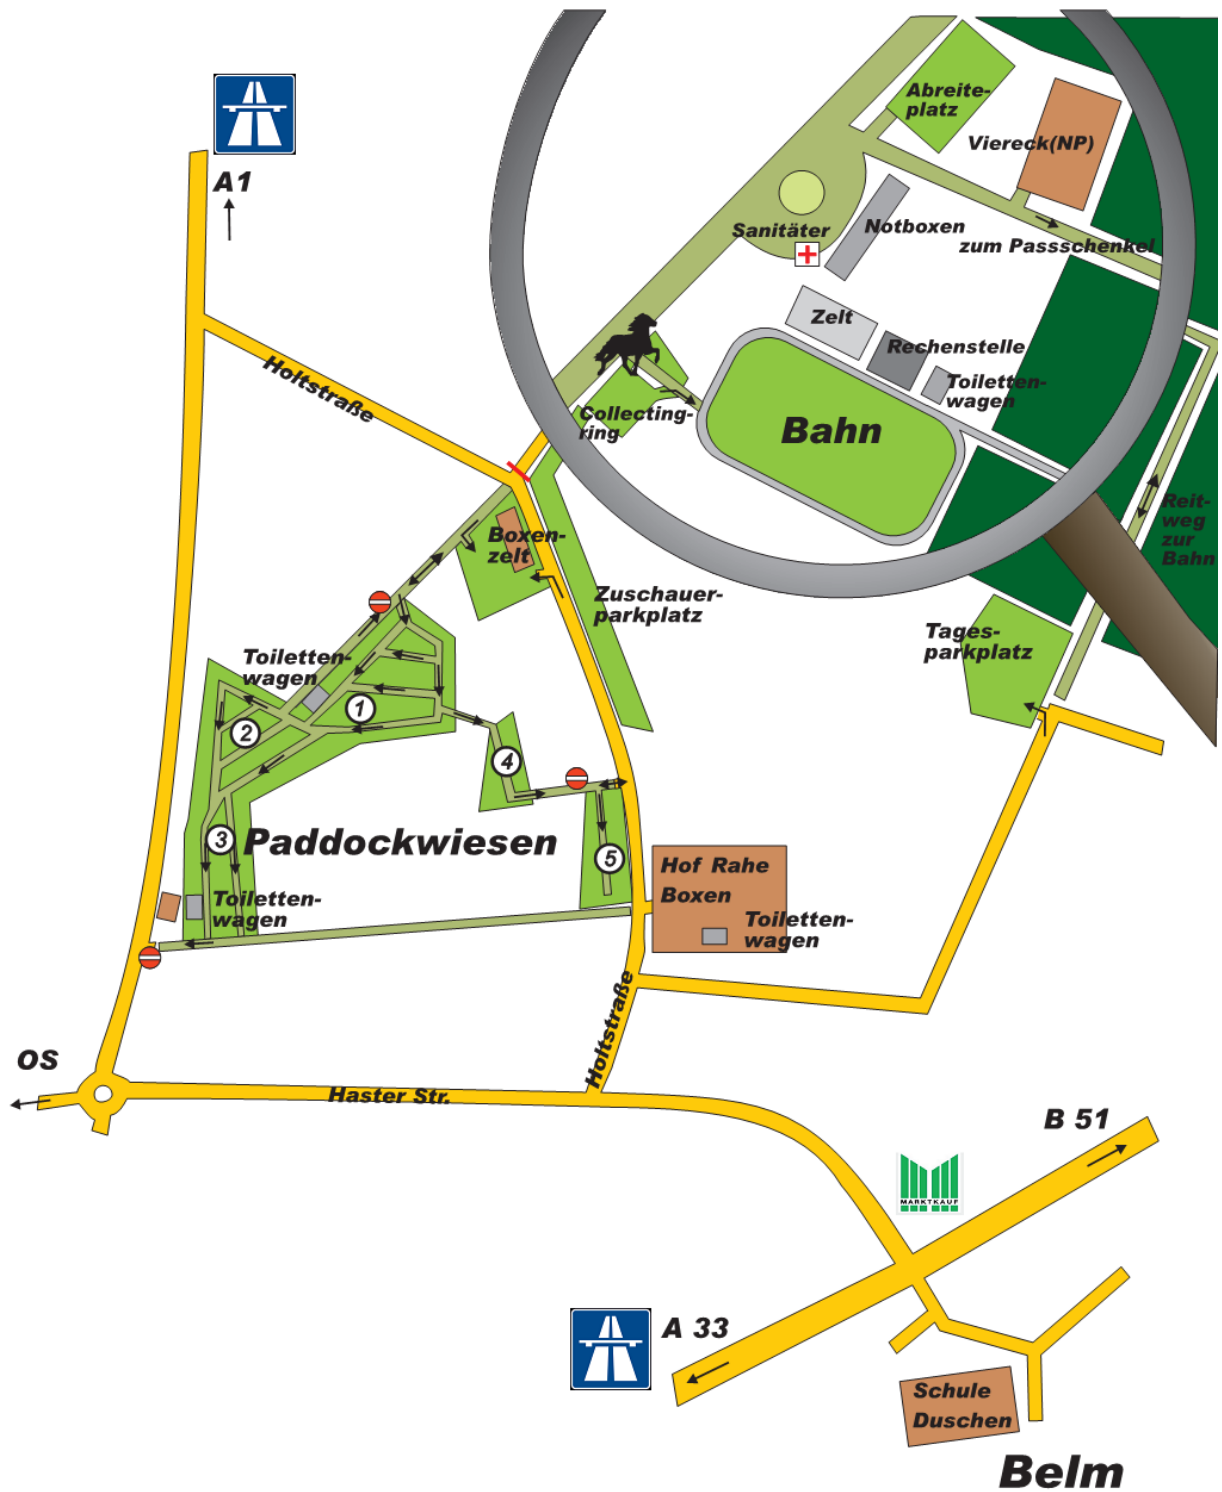 Abreite-
platz
Viereck(NP)
A1
Sanitäter
Notboxen
zum Passschenkel
Zelt
Rechenstelle
Toiletten-
wagen
Holtstraße
Collecting-
ring
Bahn
Reit-
weg
zur
Bahn
Boxen-
zelt
Zuschauer-
parkplatz
Tages-
parkplatz
Toiletten-
wagen
1
2
4
3
Paddockwiesen
5
Hof Rahe
Boxen
Toiletten-
wagen
Toiletten-
wagen
Holtstraße
OS
Haster Str.
B 51
MARKTKAUF
A 33
Schule
Duschen
Belm